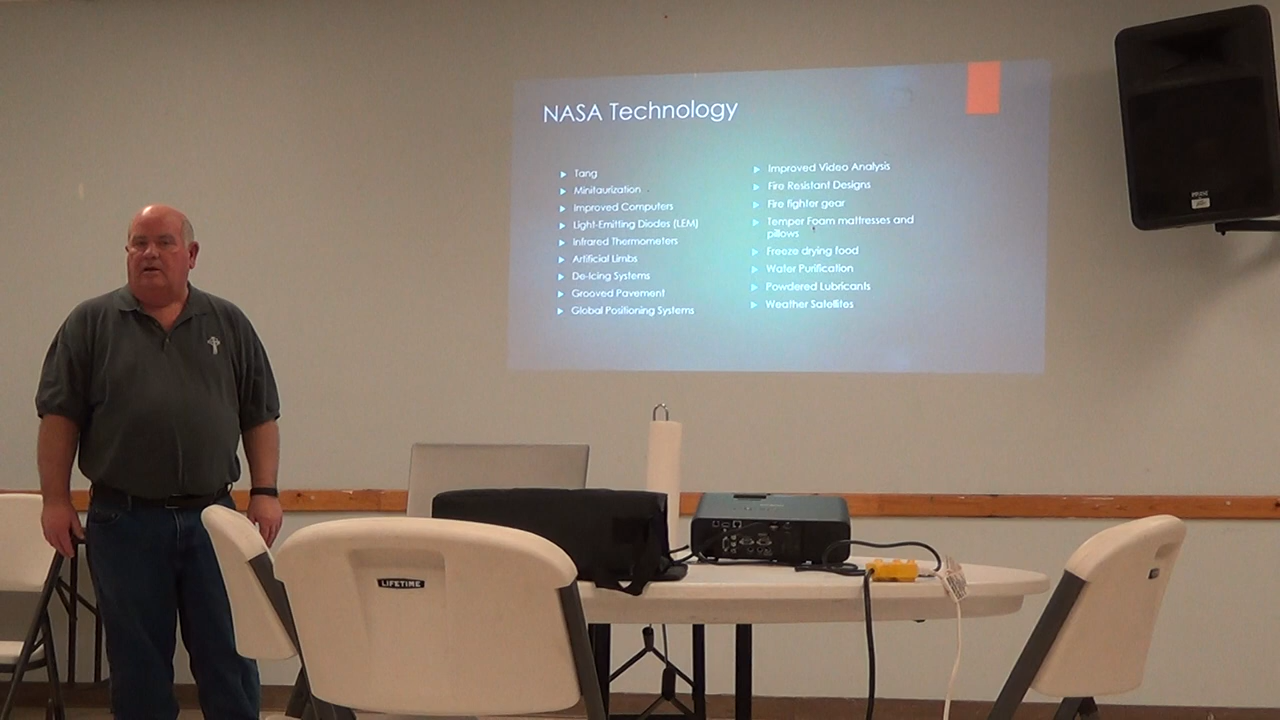 NASA Technology
Tang
Minitaurization
Improved Computers
Light-Emitting Diodes (LEM)
Infrared Thermometers
Artificial Limbs
De-Icing Systems
Grooved Pavement
Global Positioning Systems
Improved Video Analysis
Fire Resistant Designs
Fire fighter gear
Temper Foam mattresses and
pillows
Freeze drying food
Water Purification
Powdered Lubricants
Weather Satellites
LIFETIME